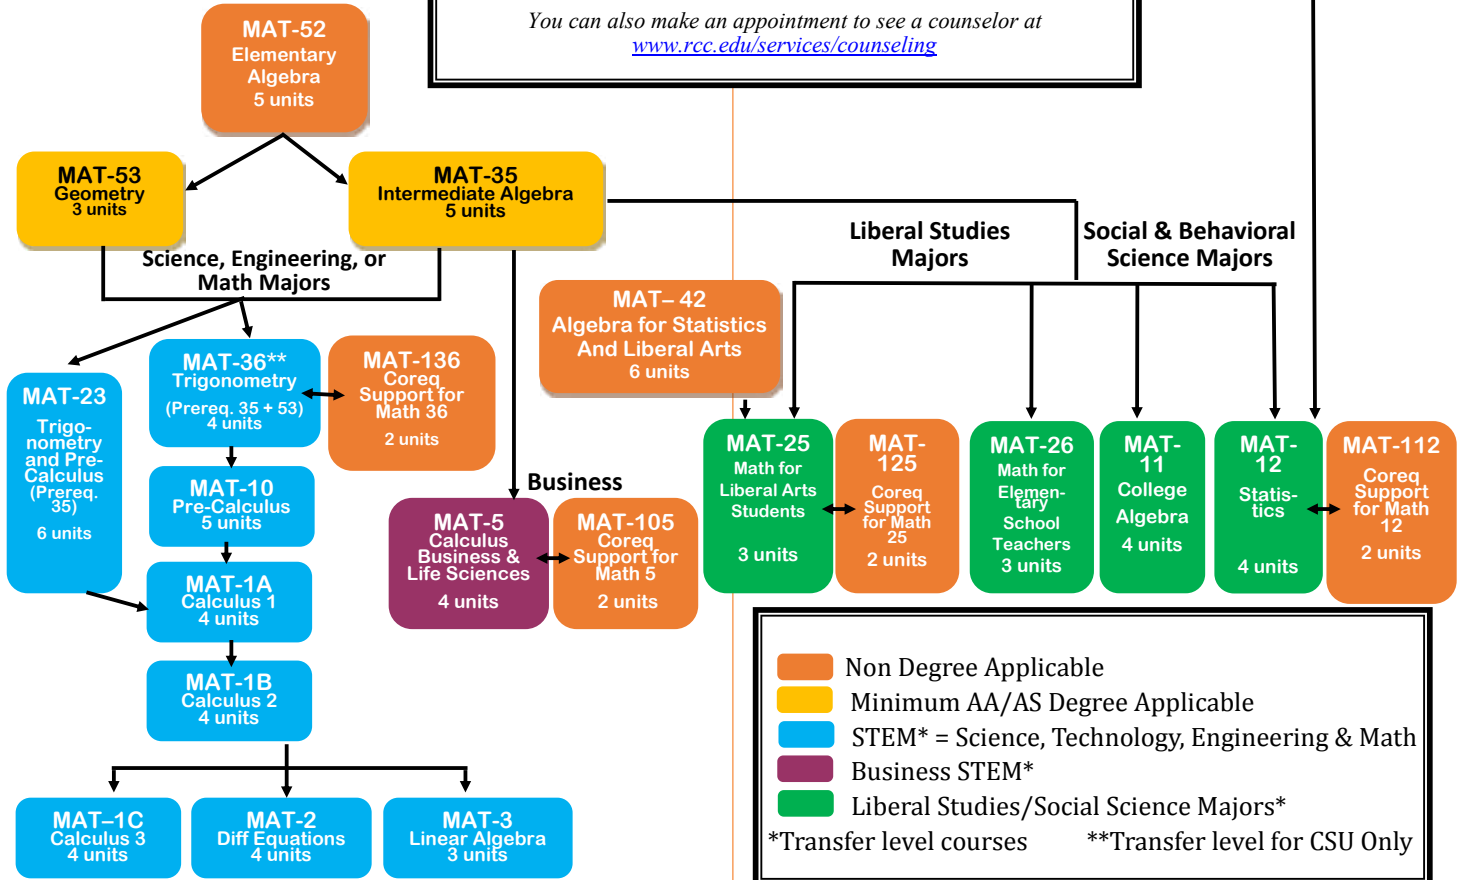 You can also make an appointment to see a counselor at
www.rcc.edu/services/counseling
MAT-52
Elementary
Algebra
5 units
MAT-53
Geometry
3 units
MAT-35
Intermediate Algebra
5 units
Science, Engineering, or
Math Majors
Liberal Studies
Majors
Social & Behavioral
Science Majors
MAT– 42
Algebra for Statistics
And Liberal Arts
6 units
MAT-23
Trigo-
nometry
and Pre-
Calculus
(Prereq.
35)
6 units
MAT-36**
Trigonometry
(Prereq. 35 + 53)
4 units
MAT-136
Coreq
Support for
Math 36
2 units
MAT-10
Pre-Calculus
5 units
MAT-1A
Calculus 1
4 units
MAT-1B
Calculus 2
4 units
MAT–1C
Calculus 3
4 units
MAT-2
Diff Equations
4 units
MAT-3
Linear Algebra
3 units
Business
MAT-5
Calculus
Business &
Life Sciences
4 units
MAT-105
Coreq
Support for
Math 5
2 units
MAT-25
Math for
Liberal Arts
Students
3 units
MAT-
125
Coreq
Support
for Math
25
2 units
MAT-26
Math for
Elemen-
tary
School
Teachers
3 units
MAT-
11
College
Algebra
4 units
MAT-
12
Statis-
tics
4 units
MAT-112
Coreq
Support
for Math
12
2 units
Non Degree Applicable
Minimum AA/AS Degree Applicable
STEM* = Science, Technology, Engineering & Math
Business STEM*
Liberal Studies/Social Science Majors*
*Transfer level courses **Transfer level for CSU Only